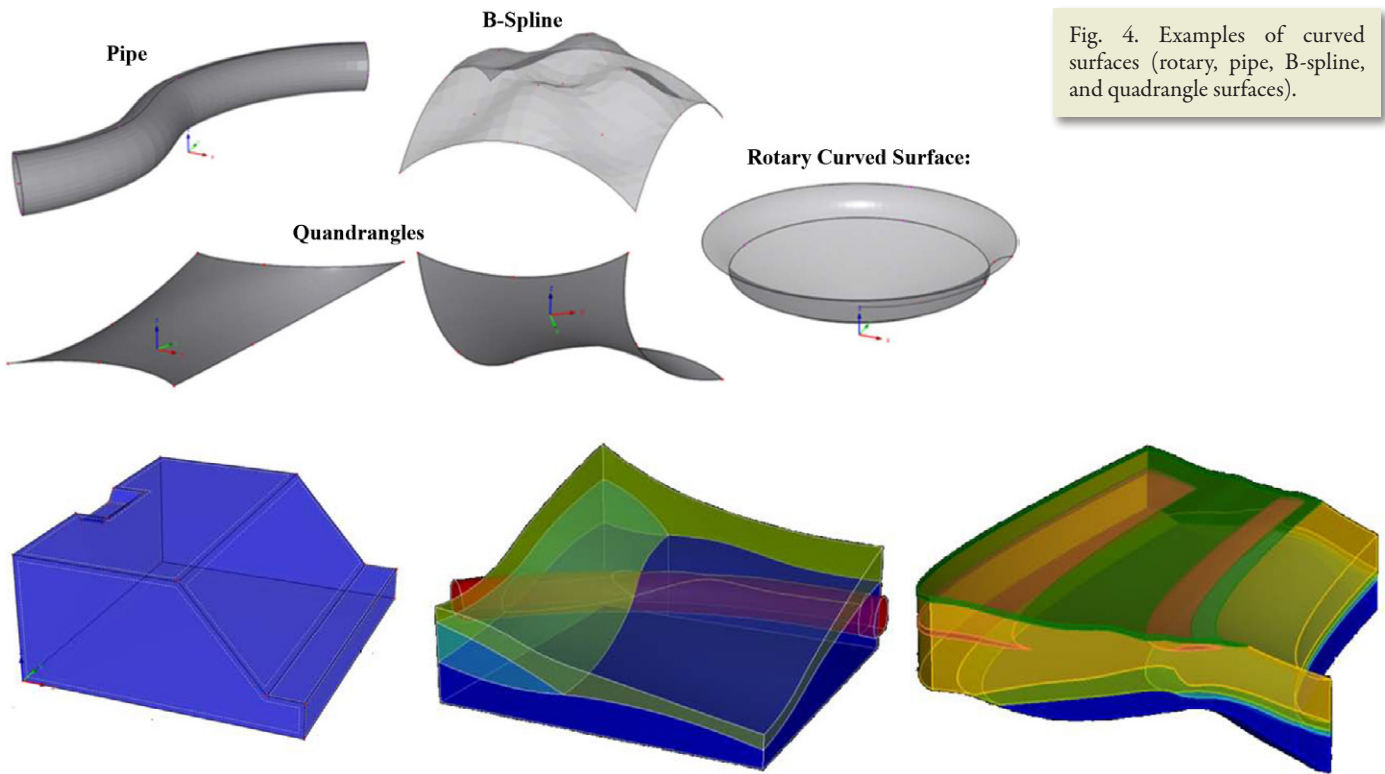 B-Spline
Pipe
Fig. 4. Examples of curved
surfaces (rotary, pipe, B-spline,
and quadrangle surfaces).
Rotary Curved Surface:
Quandrangles